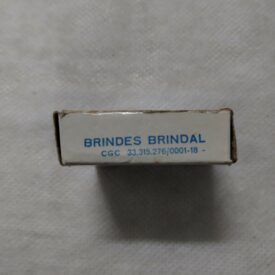 BRINDES BRINDAL
CGC 33.315.276/0001-18 -